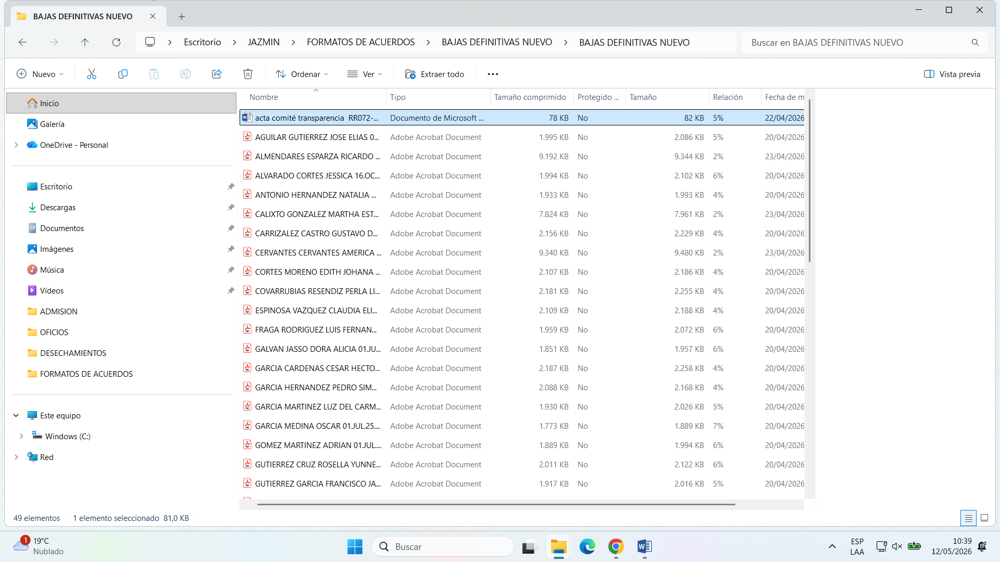 BAJAS DEFINITIVAS NUEVO
Escritorio > JAZMIN > FORMATOS DE ACUERDOS > BAJAS DEFINITIVAS NUEVO > BAJAS DEFINITIVAS NUEVO
Buscar en BAJAS DEFINITIVAS NUEVO
Nuevo Ordenar Ver Extraer todo Vista previa
Inicio
Galería
OneDrive - Personal
Escritorio
Descargas
Documentos
Imágenes
Música
Vídeos
ADMISION
OFICIOS
DESECHAMIENTOS
FORMATOS DE ACUERDOS
Este equipo
Windows (C:)
Red
Nombre Tipo Tamaño comprimido Protegido ... Tamaño Relación Fecha de m
acta comité transparencia RR072-... Documento de Microsoft ... 78 KB No 82 KB 5% 22/04/2026
AGUILAR GUTIERREZ JOSE ELIAS 0... Adobe Acrobat Document 1.995 KB No 2.086 KB 5% 20/04/2026
ALMENDARES ESPARZA RICARDO ... Adobe Acrobat Document 9.192 KB No 9.344 KB 2% 23/04/2026
ALVARADO CORTES JESSICA 16.OC... Adobe Acrobat Document 1.994 KB No 2.102 KB 6% 20/04/2026
ANTONIO HERNANDEZ NATALIA ... Adobe Acrobat Document 1.933 KB No 1.993 KB 4% 20/04/2026
CALIXTO GONZALEZ MARTHA EST... Adobe Acrobat Document 7.824 KB No 7.961 KB 2% 23/04/2026
CARRIZALEZ CASTRO GUSTAVO D... Adobe Acrobat Document 2.156 KB No 2.229 KB 4% 20/04/2026
CERVANTES CERVANTES AMERICA ... Adobe Acrobat Document 9.340 KB No 9.480 KB 2% 23/04/2026
CORTES MORENO EDITH JOHANA ... Adobe Acrobat Document 2.107 KB No 2.186 KB 4% 20/04/2026
COVARRUBIAS RESENDIZ PERLA LI... Adobe Acrobat Document 2.181 KB No 2.255 KB 4% 20/04/2026
ESPINOSA VAZQUEZ CLAUDIA ELI... Adobe Acrobat Document 2.109 KB No 2.188 KB 4% 20/04/2026
FRAGA RODRIGUEZ LUIS FERNAN... Adobe Acrobat Document 1.959 KB No 2.072 KB 6% 20/04/2026
GALVAN JASSO DORA ALICIA 01.JU... Adobe Acrobat Document 1.851 KB No 1.957 KB 6% 20/04/2026
GARCIA CARDENAS CESAR HECTO... Adobe Acrobat Document 2.187 KB No 2.258 KB 4% 20/04/2026
GARCIA HERNANDEZ PEDRO SIM... Adobe Acrobat Document 2.088 KB No 2.168 KB 4% 20/04/2026
GARCIA MARTINEZ LUZ DEL CARM... Adobe Acrobat Document 1.930 KB No 2.026 KB 5% 20/04/2026
GARCIA MEDINA OSCAR 01.JUL.25.... Adobe Acrobat Document 1.773 KB No 1.889 KB 7% 20/04/2026
GOMEZ MARTINEZ ADRIAN 01.JUL.... Adobe Acrobat Document 1.889 KB No 1.994 KB 6% 20/04/2026
GUTIERREZ CRUZ ROSELLA YUNNE... Adobe Acrobat Document 2.011 KB No 2.122 KB 6% 20/04/2026
GUTIERREZ GARCIA FRANCISCO JA... Adobe Acrobat Document 1.917 KB No 2.016 KB 5% 20/04/2026
49 elementos 1 elemento seleccionado 81,0 KB
1 19°C
Nublado
Buscar
ESP
LAA
10:39
12/05/2026